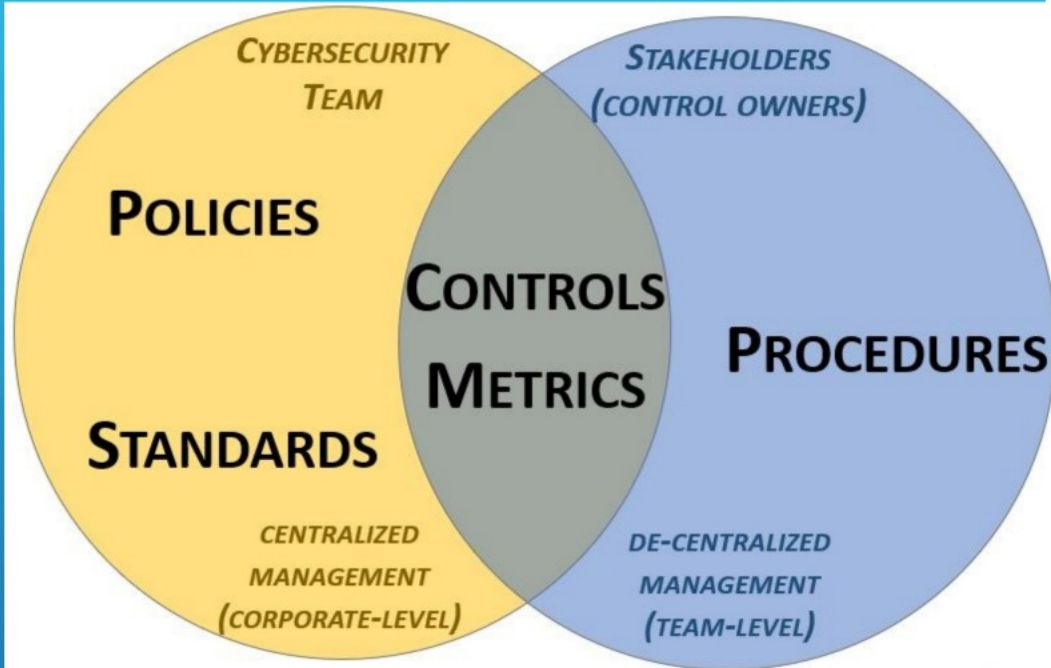 CYBERSECURITY
TEAM
POLICIES
STANDARDS
CENTRALIZED
MANAGEMENT
(CORPORATE-LEVEL)
CONTROLS
METRICS
STAKEHOLDERS
(CONTROL OWNERS)
PROCEDURES
DE-CENTRALIZED
MANAGEMENT
(TEAM-LEVEL)